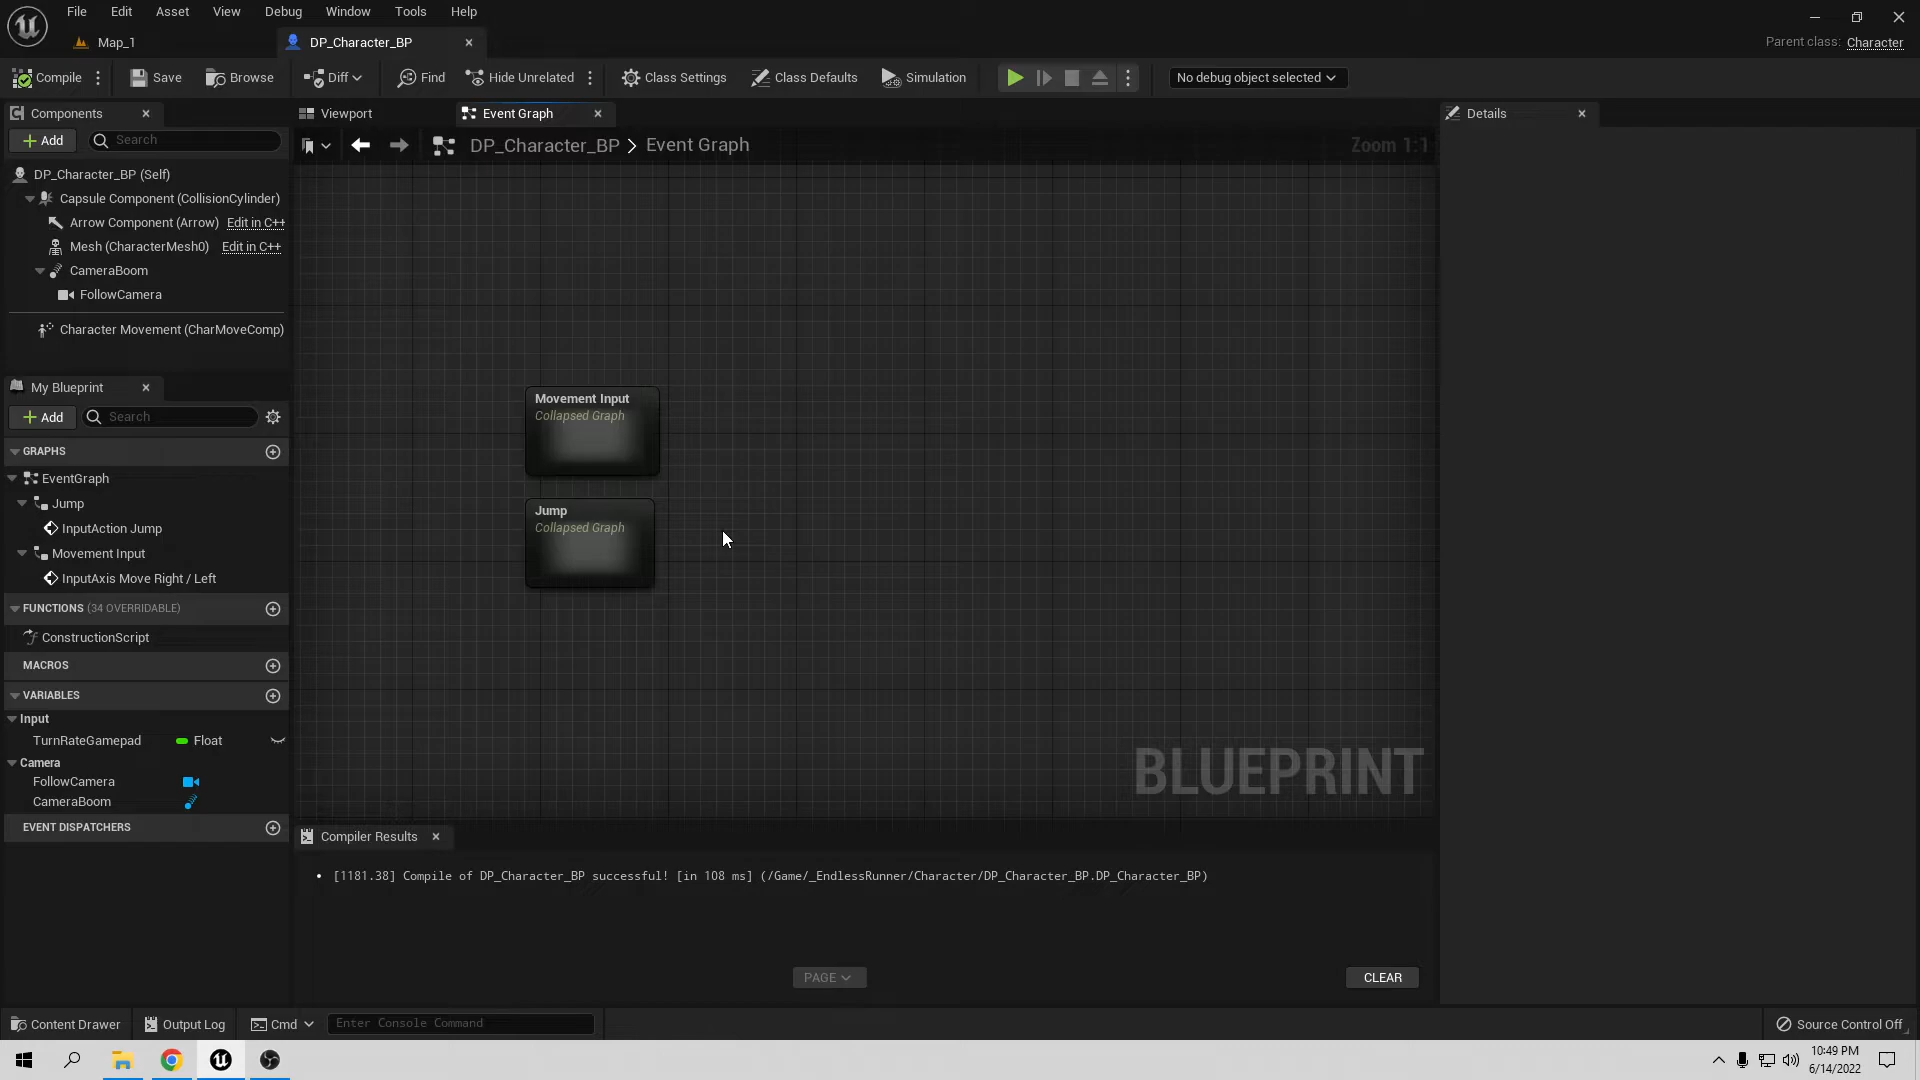 File Edit Asset View Debug Window Tools Help
Map_1 DP_Character_BP
Parent class: Character
Compile Save Browse Diff Find Hide Unrelated Class Settings Class Defaults Simulation No debug object selected
Components Viewport Event Graph Details
Add Search DP_Character_BP > Event Graph Zoom 1:1
DP_Character_BP (Self)
Capsule Component (CollisionCylinder)
Arrow Component (Arrow) Edit in C++
Mesh (CharacterMesh0) Edit in C++
CameraBoom
FollowCamera
Character Movement (CharMoveComp)
Movement Input
Collapsed Graph
Jump
Collapsed Graph
My Blueprint
Add Search
GRAPHS
EventGraph
Jump
InputAction Jump
Movement Input
InputAxis Move Right / Left
FUNCTIONS (34 OVERRIDABLE)
ConstructionScript
MACROS
VARIABLES
Input
TurnRateGamepad Float
Camera
FollowCamera
CameraBoom
EVENT DISPATCHERS
BLUEPRINT
Compiler Results
• [1181.38] Compile of DP_Character_BP successful! [in 108 ms] (/Game/_EndlessRunner/Character/DP_Character_BP.DP_Character_BP)
PAGE CLEAR
Content Drawer Output Log Cmd Enter Console Command Source Control Off
10:49 PM
6/14/2022